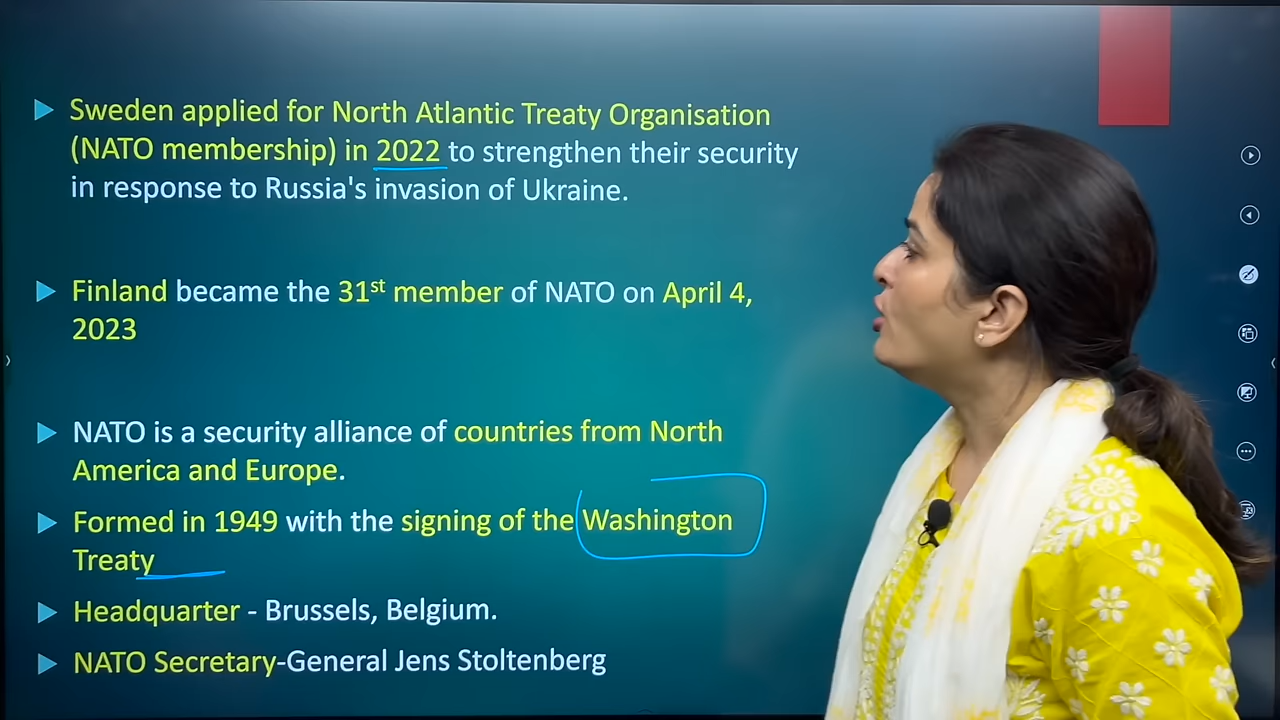 Sweden applied for North Atlantic Treaty Organisation
(NATO membership) in 2022 to strengthen their security
in response to Russia's invasion of Ukraine.
Finland became the 31st member of NATO on April 4,
2023
NATO is a security alliance of countries from North
America and Europe.
Formed in 1949 with the signing of the Washington
Treaty
Headquarter - Brussels, Belgium.
NATO Secretary-General Jens Stoltenberg